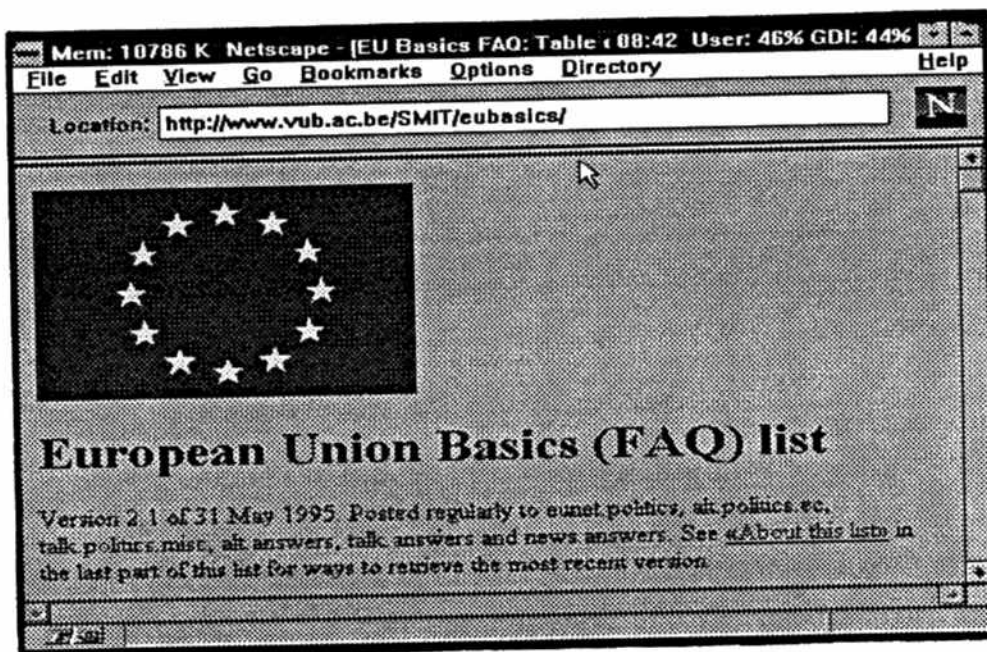 Mem: 10786 K Netscape - [EU Basics FAQ: Table 08:42 User: 46% GDI: 44%
File Edit View Go Bookmarks Options Directory Help
Location: http://www.vub.ac.be/SMIT/eubasics/
N
European Union Basics (FAQ) list
Version 2.1 of 31 May 1995. Posted regularly to eunet.politics, alt.politics.ec,
talk.politics.misc, alt.answers, talk.answers and news.answers. See «About this list» in
the last part of this list for ways to retrieve the most recent version.